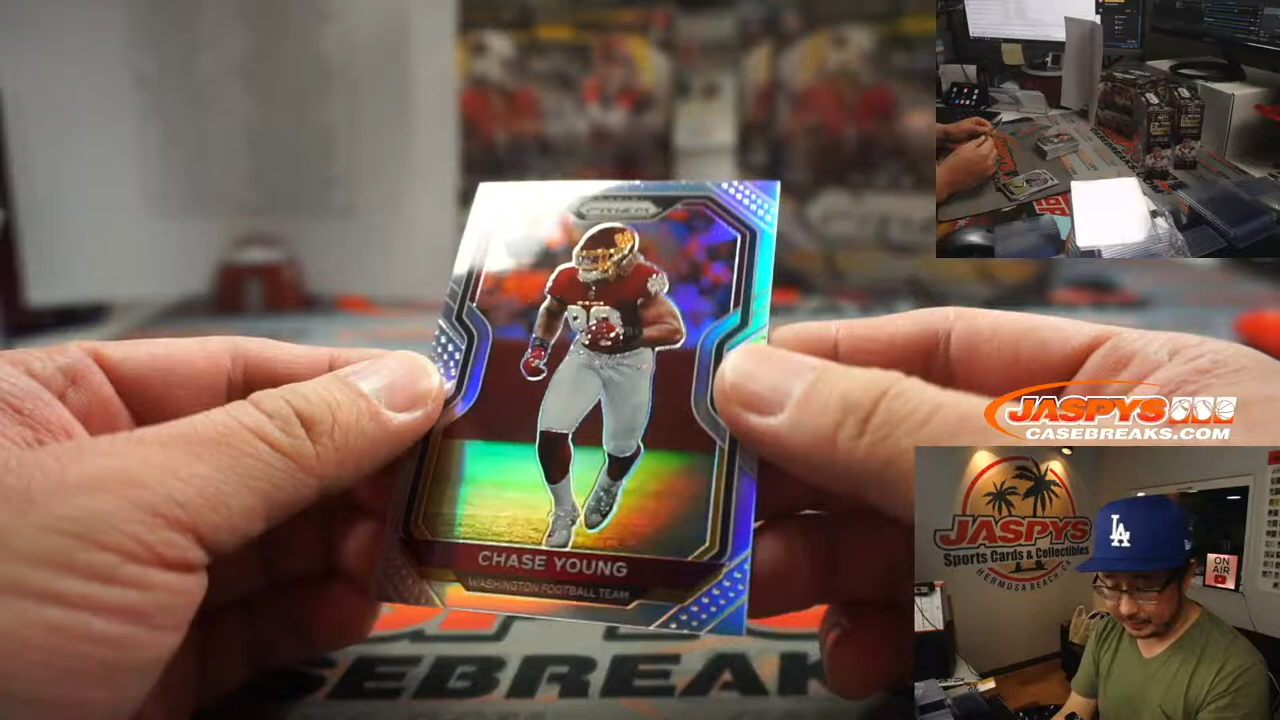 PRIZM
CHASE YOUNG
WASHINGTON FOOTBALL TEAM
CASEBREAK
JASPYS
CASEBREAKS.COM
JASPYS
Sports Cards & Collectibles
HERMOSA BEACH, CA
LA
ON
AIR